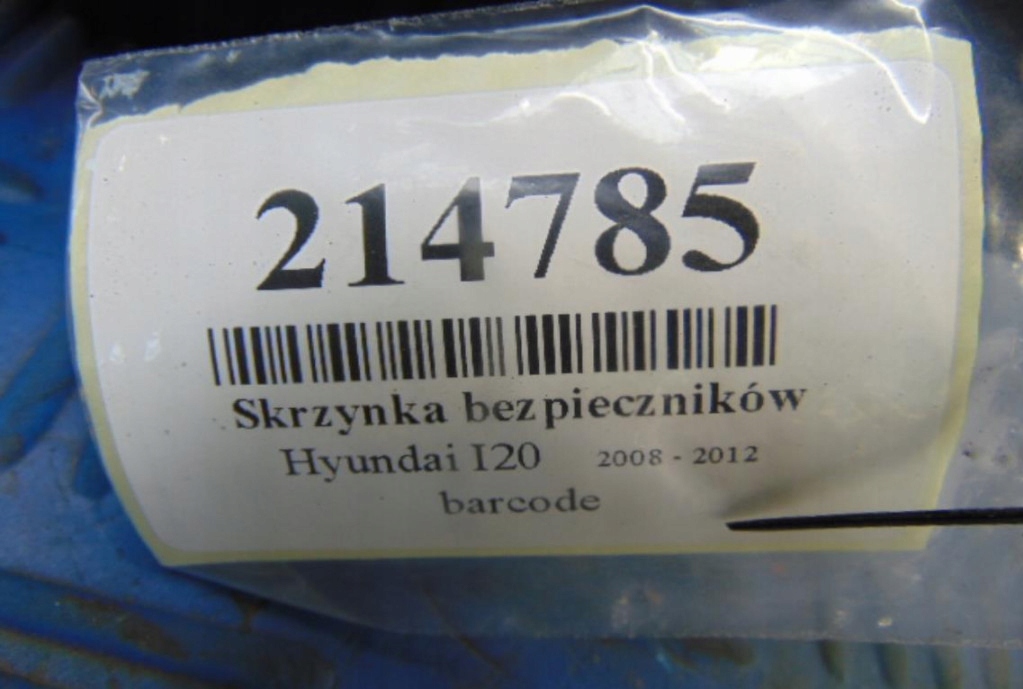 214785
Skrzynka bezpieczników
Hyundai I20 2008 - 2012
barcode